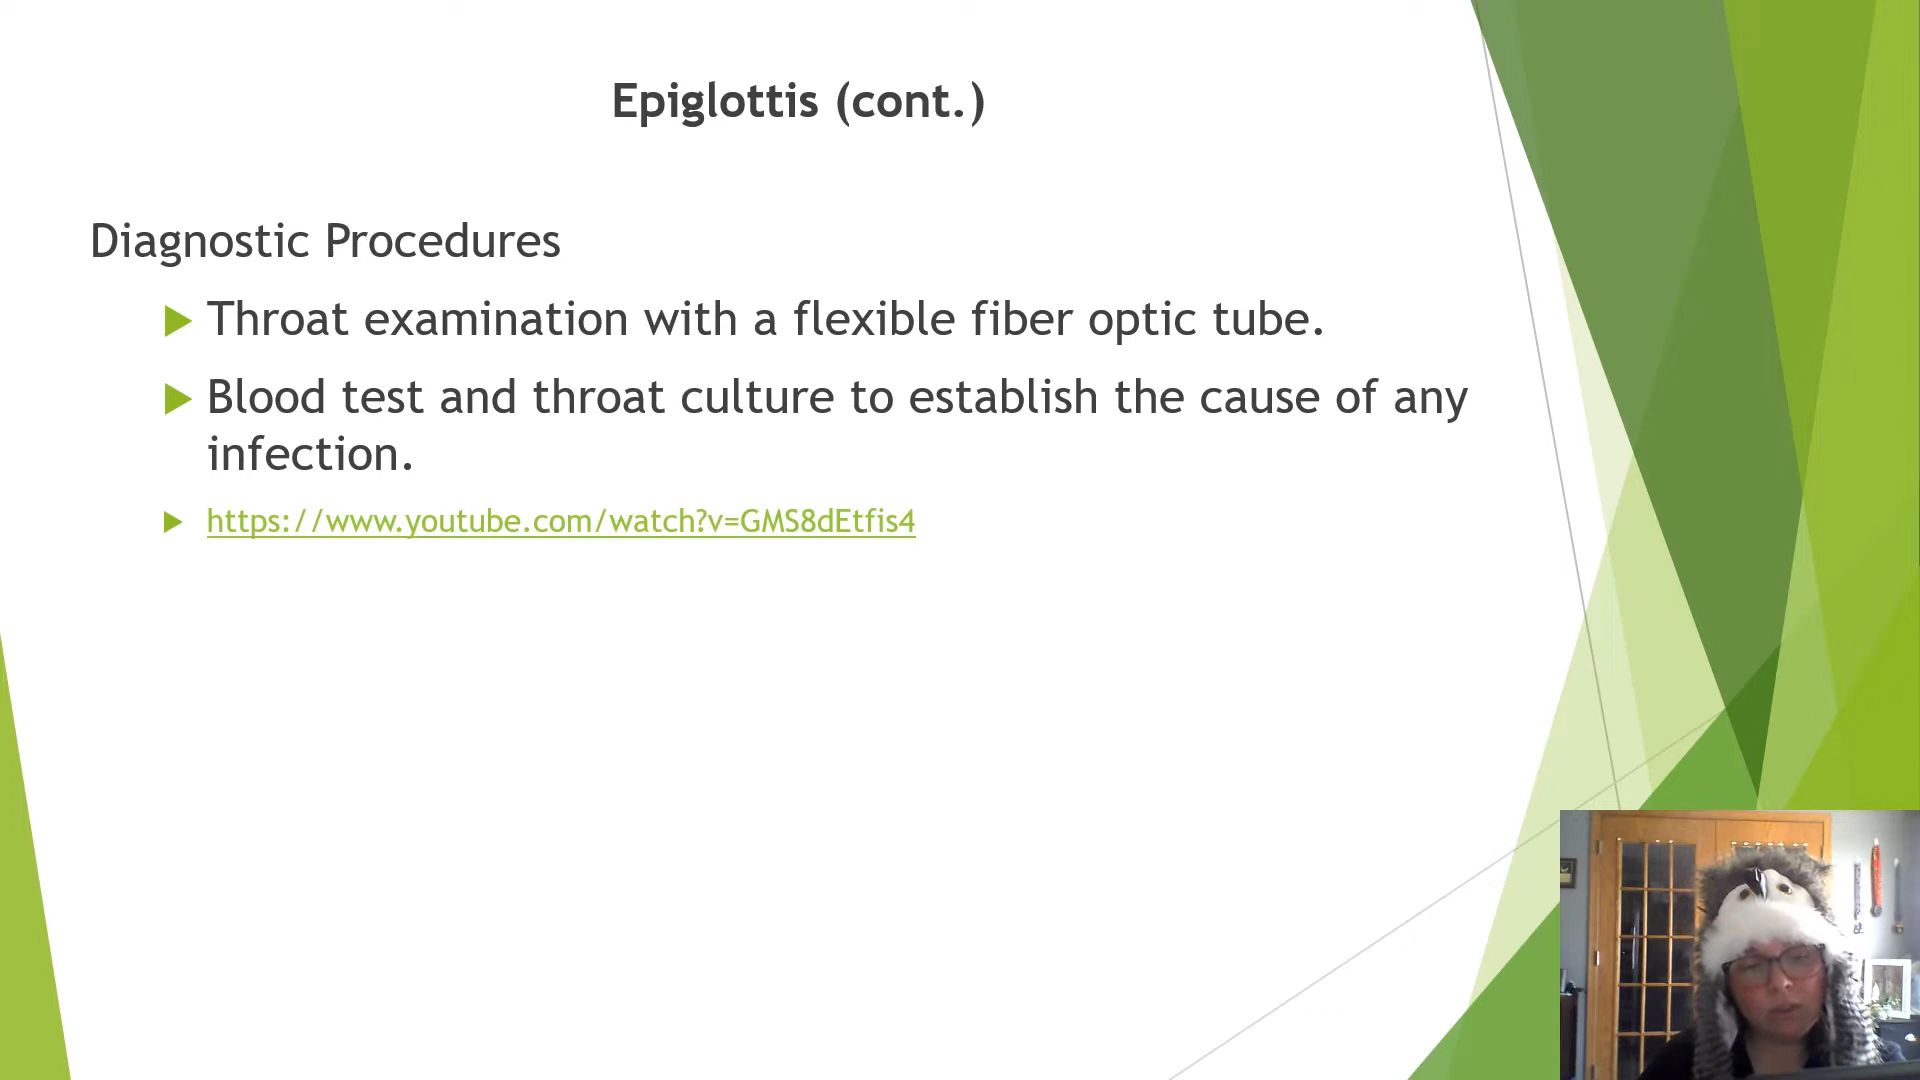 Epiglottis (cont.)
Diagnostic Procedures
Throat examination with a flexible fiber optic tube.
Blood test and throat culture to establish the cause of any
infection.
https://www.youtube.com/watch?v=GMS8dEtfis4